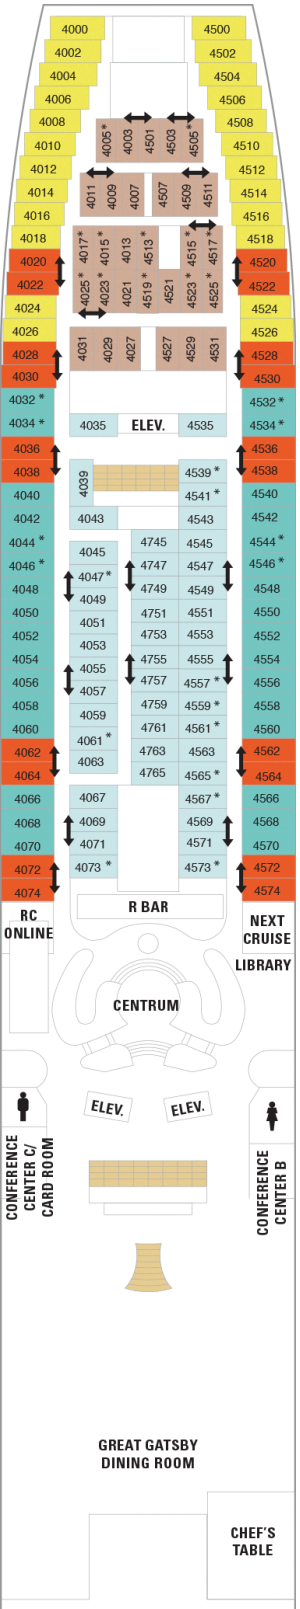 4000 4500
4002 4502
4004 4504
4006 4506
4008 4508
4005* 4003 4501 4503 4505*
4010 4510
4012 4512
4011 4009 4007 4507 4509 4511
4014 4514
4016 4516
4018 4518
4017* 4015* 4013 4513* 4515* 4517*
4020 4520
4022 4522
4025* 4023* 4021 4519* 4521 4523* 4525*
4024 4524
4026 4526
4028 4528
4031 4029 4027 4527 4529 4531
4030 4530
4032* 4532*
4034* 4534*
4035 ELEV. 4535
4036 4536
4038 4538
4039 4539*
4040 4541* 4540
4042 4043 4543 4542
4044* 4745 4545 4544*
4045
4046* 4747 4547 4546*
4047*
4048 4749 4549 4548
4049
4050 4751 4551 4550
4051
4052 4753 4553 4552
4053
4054 4755 4555 4554
4055
4056 4757 4557* 4556
4057
4058 4759 4559* 4558
4059
4060 4761 4561* 4560
4061*
4062 4763 4563 4562
4063
4064 4765 4565* 4564
4066 4067 4567* 4566
4068 4069 4569 4568
4070 4071 4571 4570
4072 4073* 4573* 4572
4074 4574
R BAR
RC
ONLINE
NEXT
CRUISE
LIBRARY
CENTRUM
ELEV. ELEV.
CONFERENCE
CENTER C/
CARD ROOM
CONFERENCE
CENTER B
GREAT GATSBY
DINING ROOM
CHEF'S
TABLE